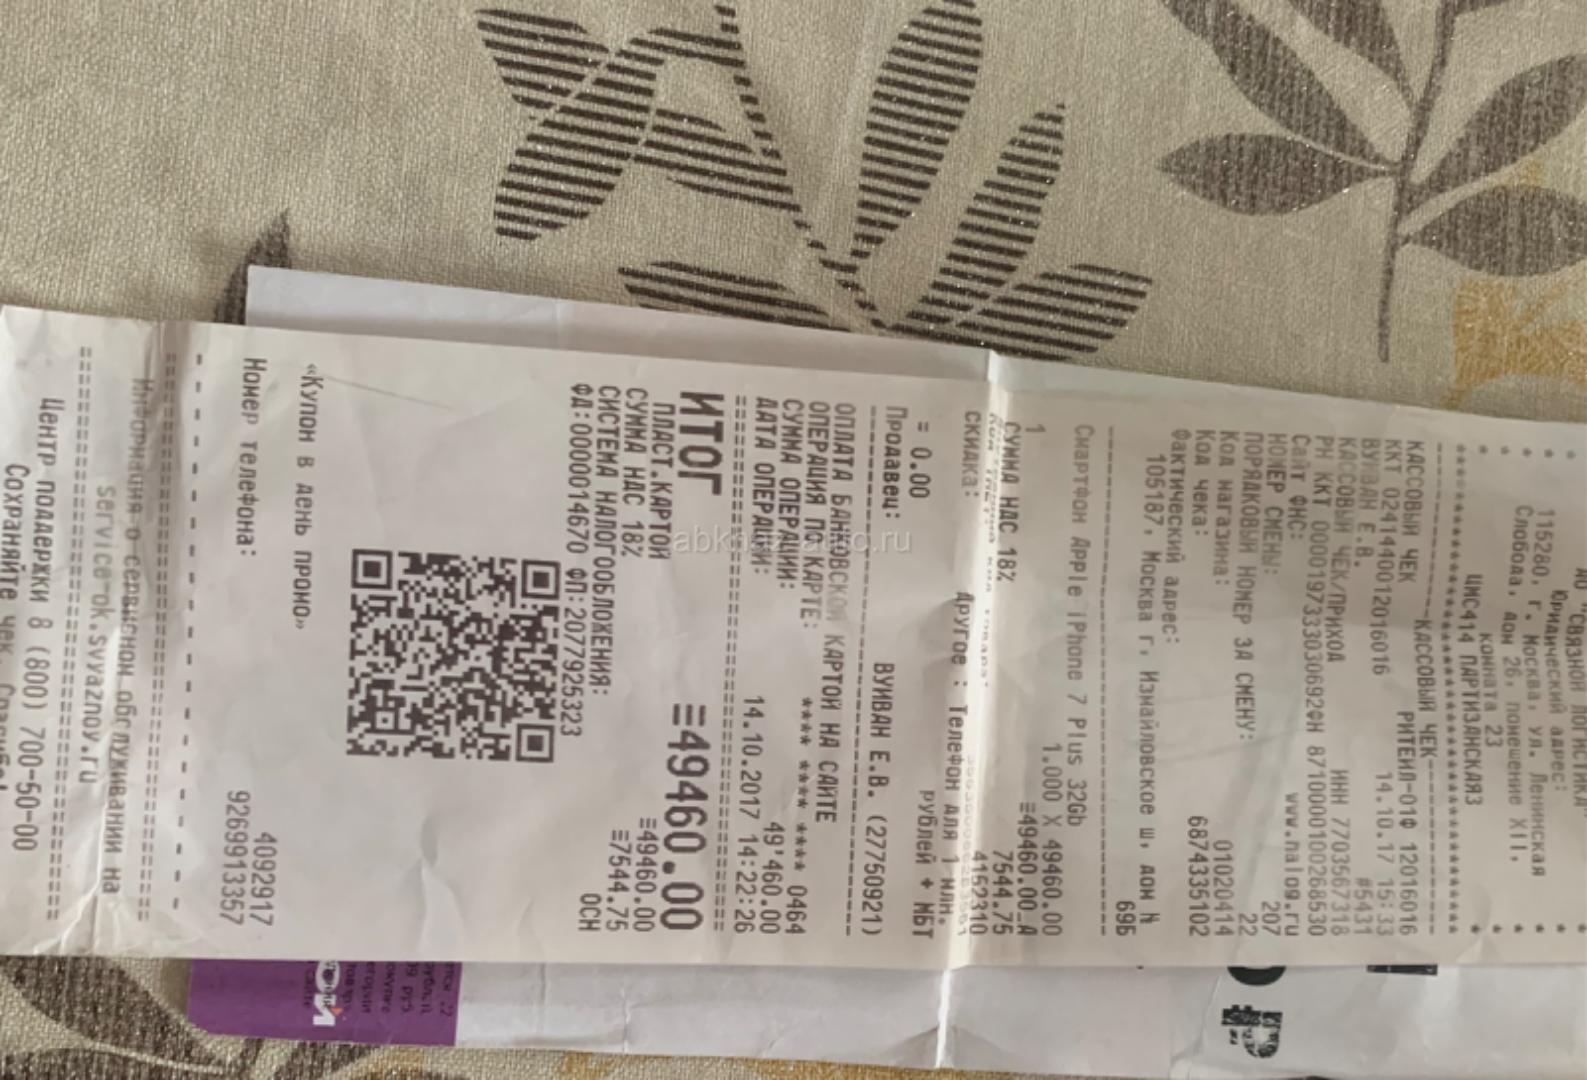 АО "СВЯЗНОЙ ЛОГИСТИКА"
Юридический адрес:
115280, г. Москва, ул. Ленинская
Слобода, дом 26, помещение XII,
комната 23
ЦМС414 ПАРТИЗАНСКАЯ3
************************************
---------------КАССОВЫЙ ЧЕК---------------
КАССОВЫЙ ЧЕК РИТЕЙЛ-01Ф 12016016
ККТ 0241440012016016 14.10.17 15:33
ВУЙВАН Е.В. #5431
КАССОВЫЙ ЧЕК/ПРИХОД ИНН 7703567318
РН ККТ 0000197333030692ФН 8710000100268530
Сайт ФНС: www.nalog.ru
НОМЕР СМЕНЫ: 207
ПОРЯДКОВЫЙ НОМЕР ЗА СМЕНУ: 22
Код магазина: 01020414
Код чека: 6874335102
Фактический адрес:
105187, Москва г, Измайловское ш, дом №
69Б
Смартфон Apple iPhone 7 Plus 32Gb
1.000 X 49460.00
1 ≡49460.00_А
СУММА НДС 18% 7544.75
4152310
СКИДКА: Другое : Телефон для 1 млн.
рублей + МБТ
= 0.00
Продавец: ВУЙВАН Е.В. (27750921)
ОПЛАТА БАНКОВСКОЙ КАРТОЙ НА САЙТЕ
ОПЕРАЦИЯ ПО КАРТЕ: **** **** **** 0464
СУММА ОПЕРАЦИИ: 49'460.00
ДАТА ОПЕРАЦИИ: 14.10.2017 14:22:26
ИТОГ ≡49460.00
ПЛАСТ.КАРТОЙ ≡49460.00
СУММА НДС 18% ≡7544.75
СИСТЕМА НАЛОГООБЛОЖЕНИЯ: ОСН
ФД:0000014670 ФП:2077925323
«Купон в день промо»
4092917
Номер телефона: 9269913357
Информация о сервисном обслуживании на
service-ok.svyaznoy.ru
Центр поддержки 8 (800) 700-50-00
Сохраняйте чек.